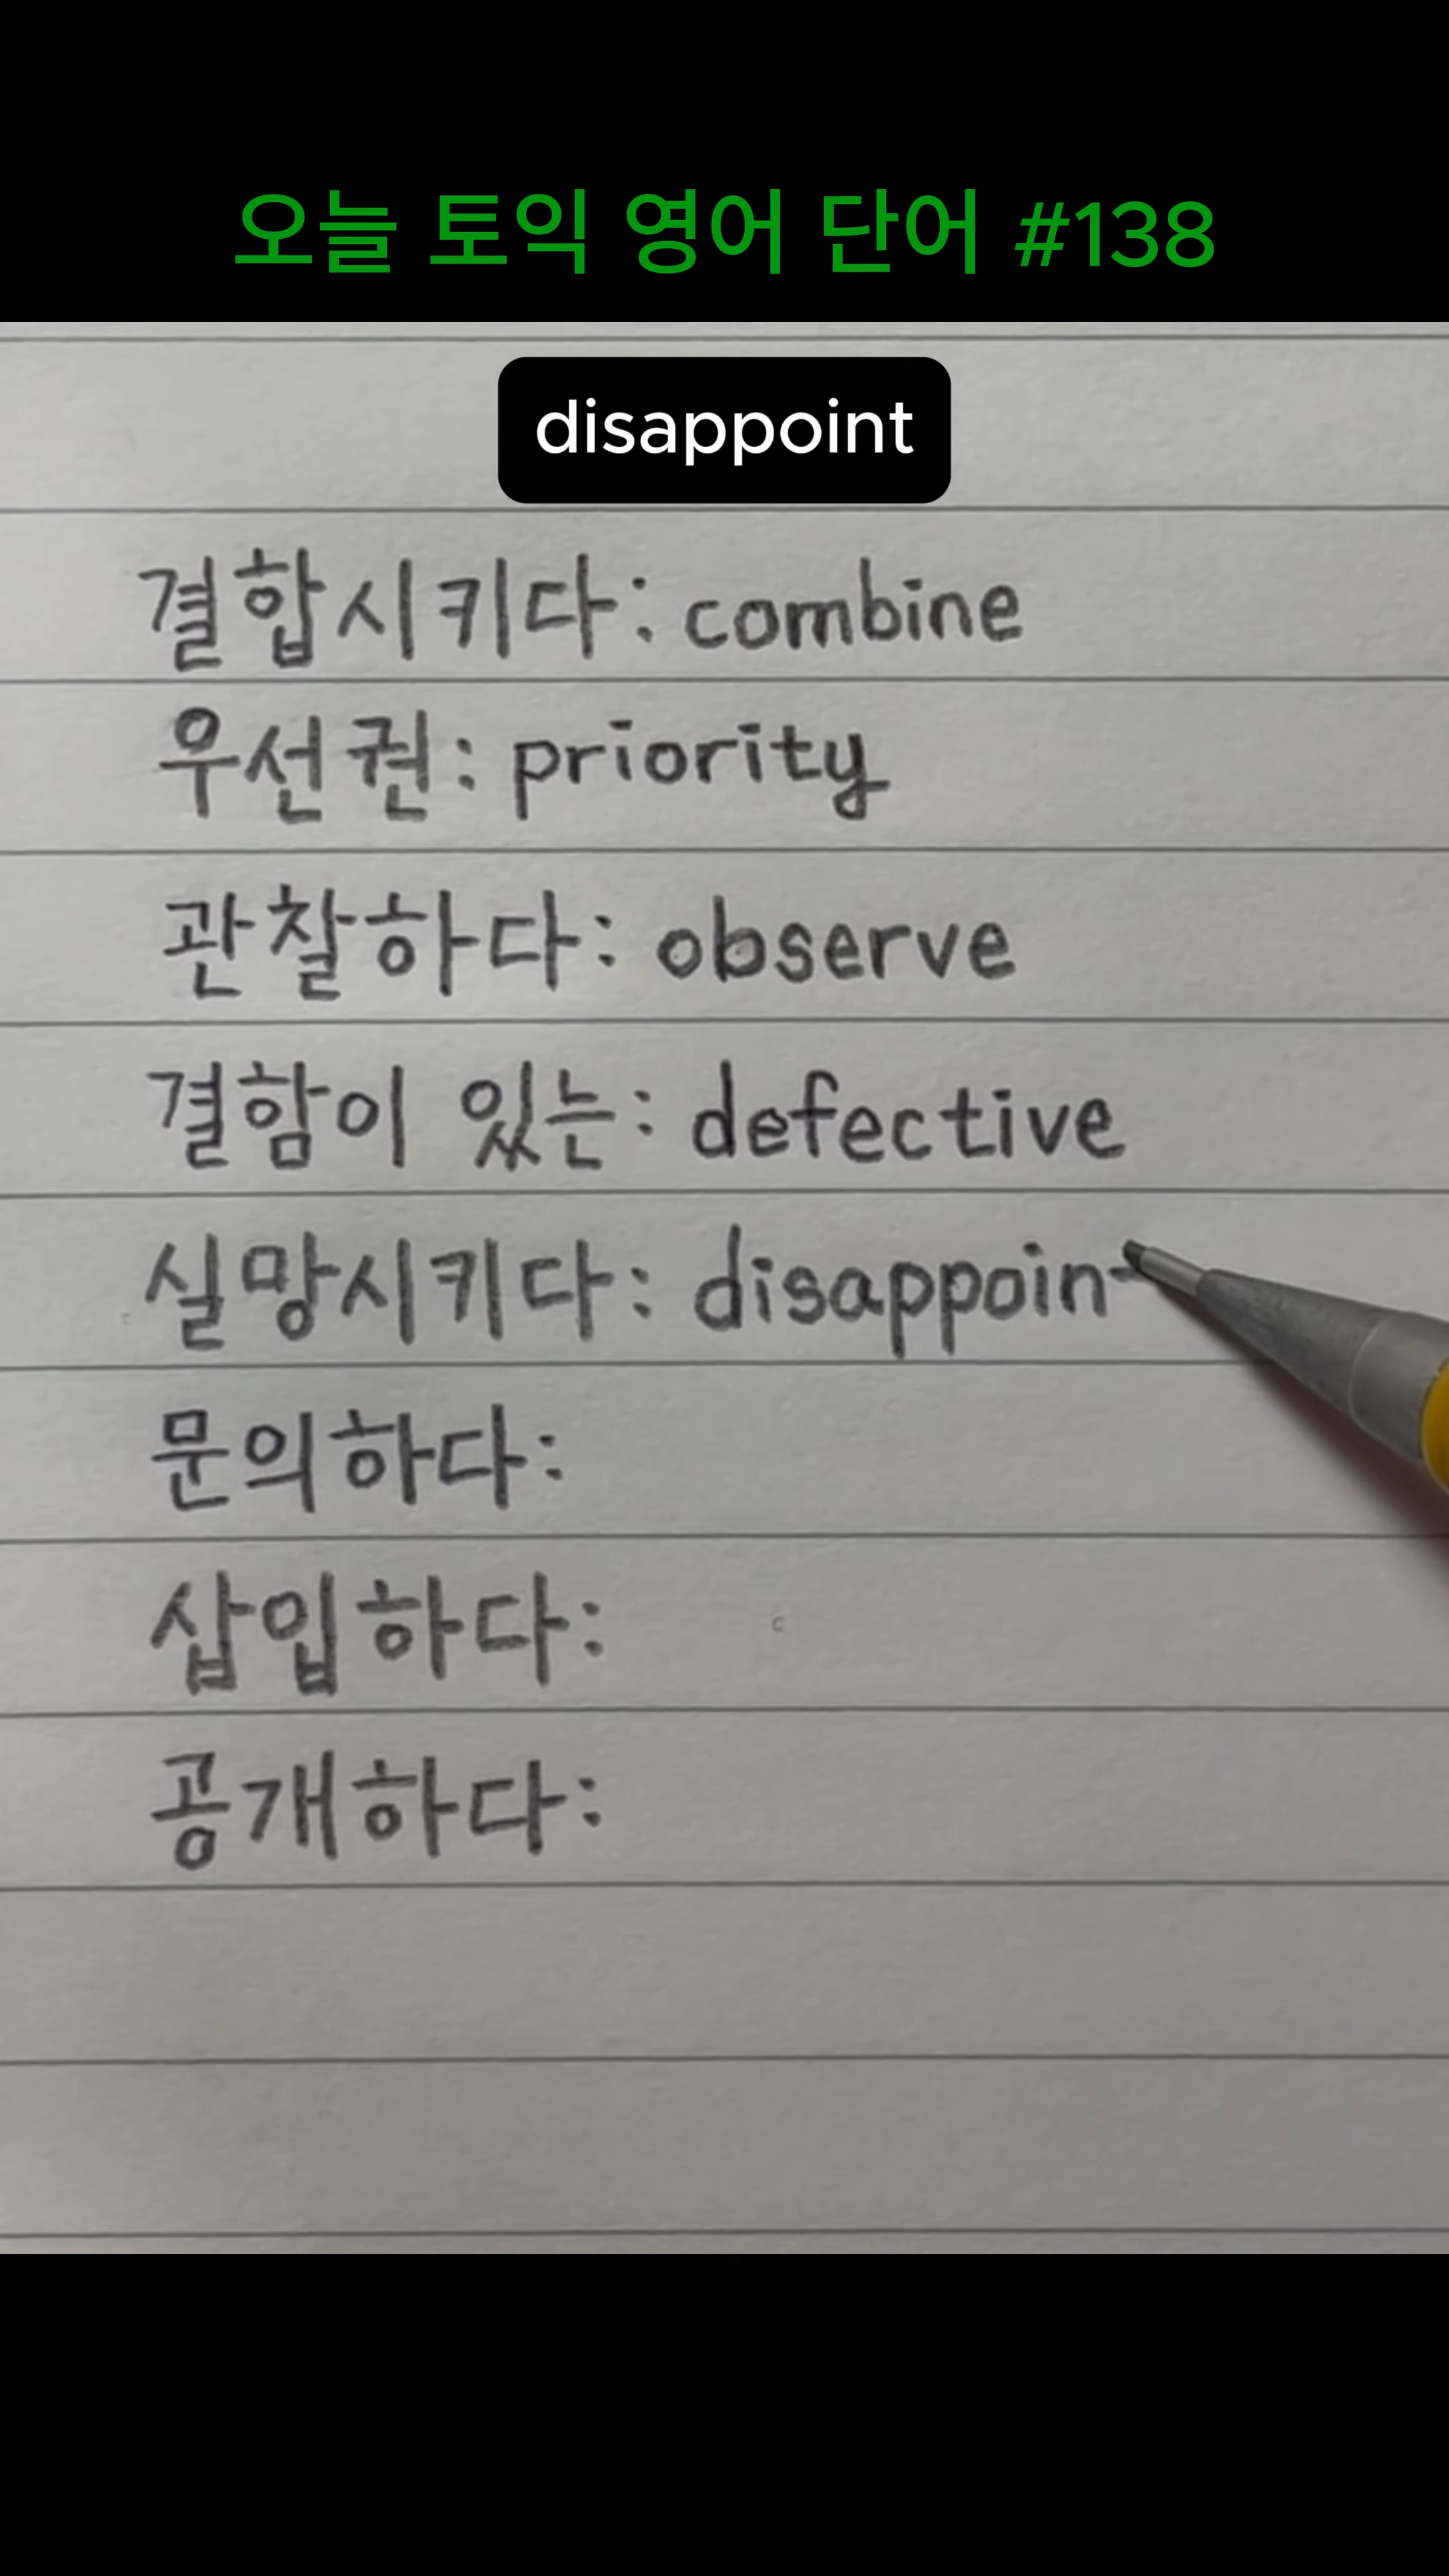 오늘 토익 영어 단어 #138
disappoint
결합시키다: combine
우선권: priority
관찰하다: observe
결함이 있는: defective
실망시키다: disappoint
문의하다:
삽입하다:
공개하다: